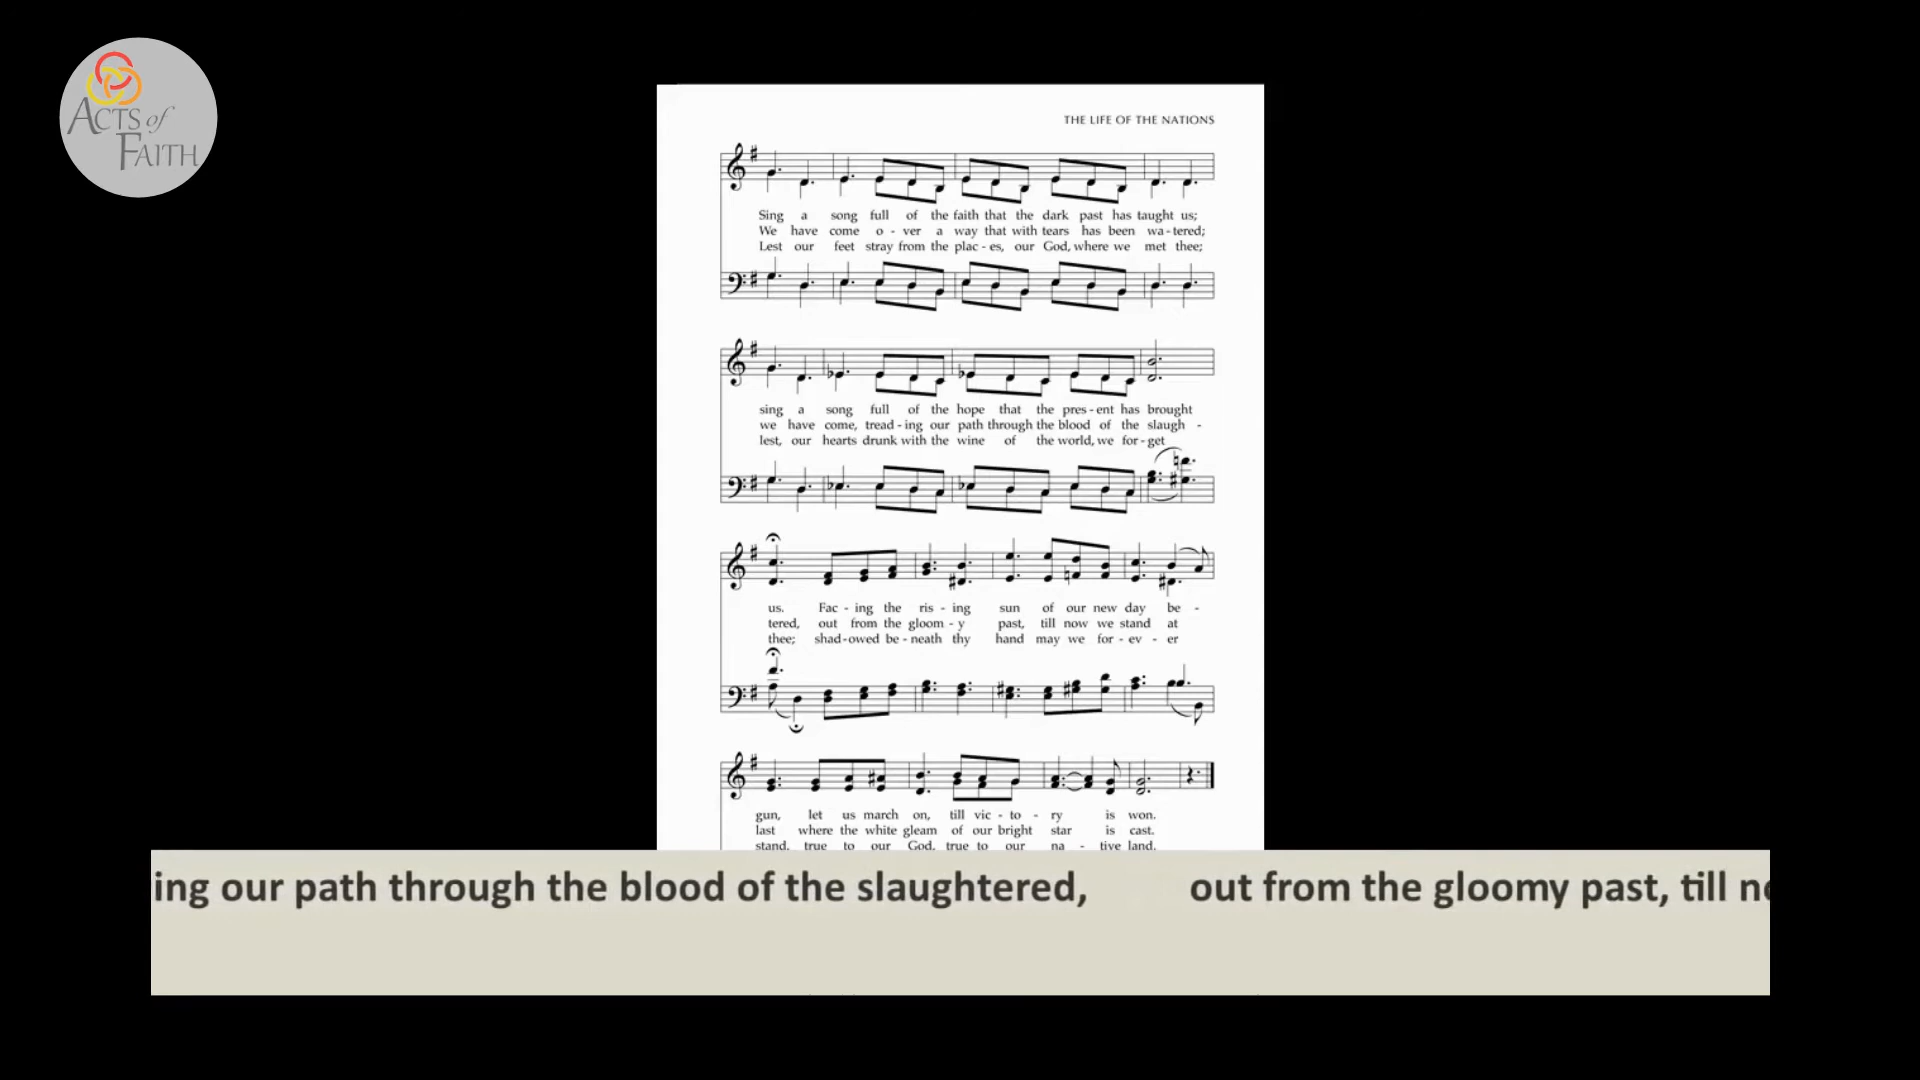 ACTS of
FAITH
THE LIFE OF THE NATIONS
Sing a song full of the faith that the dark past has taught us;
We have come o - ver a way that with tears has been wa - tered;
Lest our feet stray from the plac - es, our God, where we met thee;
sing a song full of the hope that the pres - ent has brought
we have come, tread - ing our path through the blood of the slaugh -
lest, our hearts drunk with the wine of the world, we for - get
us. Fac - ing the ris - ing sun of our new day be -
tered, out from the gloom - y past, till now we stand at
thee; shad - owed be - neath thy hand may we for - ev - er
gun, let us march on, till vic - to - ry is won.
last where the white gleam of our bright star is cast.
stand, true to our God, true to our na - tive land.
ing our path through the blood of the slaughtered, out from the gloomy past, till